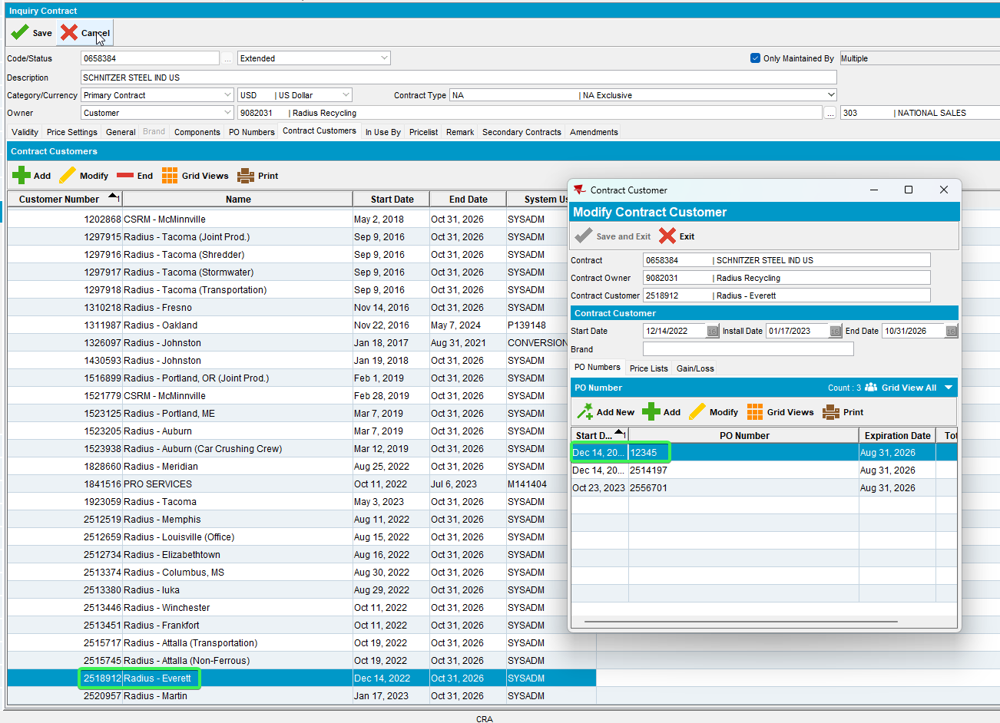 Inquiry Contract
Save Cancel
Code/Status 0658384 ... Extended Only Maintained By Multiple
Description SCHNITZER STEEL IND US
Category/Currency Primary Contract USD | US Dollar Contract Type NA | NA Exclusive
Owner Customer 9082031 | Radius Recycling ... 303 | NATIONAL SALES
Validity Price Settings General Brand Components PO Numbers Contract Customers In Use By Pricelist Remark Secondary Contracts Amendments
Contract Customers
Add Modify End Grid Views Print
Customer Number 1 Name Start Date End Date System Us
1202868 CSRM - McMinnville May 2, 2018 Oct 31, 2026 SYSADM
1297915 Radius - Tacoma (Joint Prod.) Sep 9, 2016 Oct 31, 2026 SYSADM
1297916 Radius - Tacoma (Shredder) Sep 9, 2016 Oct 31, 2026 SYSADM
1297917 Radius - Tacoma (Stormwater) Sep 9, 2016 Oct 31, 2026 SYSADM
1297918 Radius - Tacoma (Transportation) Sep 9, 2016 Oct 31, 2026 SYSADM
1310218 Radius - Fresno Nov 14, 2016 Oct 31, 2026 SYSADM
1311987 Radius - Oakland Nov 22, 2016 May 7, 2024 P139148
1326097 Radius - Johnston Jan 18, 2017 Aug 31, 2021 CONVERSION
1430593 Radius - Johnston Jan 19, 2018 Oct 31, 2026 SYSADM
1516899 Radius - Portland, OR (Joint Prod.) Feb 1, 2019 Oct 31, 2026 SYSADM
1521779 CSRM - McMinnville Feb 28, 2019 Oct 31, 2026 SYSADM
1523125 Radius - Portland, ME Mar 7, 2019 Oct 31, 2026 SYSADM
1523205 Radius - Auburn Mar 7, 2019 Oct 31, 2026 SYSADM
1523938 Radius - Auburn (Car Crushing Crew) Mar 12, 2019 Oct 31, 2026 SYSADM
1828660 Radius - Meridian Aug 25, 2022 Oct 31, 2026 SYSADM
1841516 PRO SERVICES Oct 11, 2022 Jul 6, 2023 M141404
1923059 Radius - Tacoma May 3, 2023 Oct 31, 2026 SYSADM
2512519 Radius - Memphis Aug 11, 2022 Oct 31, 2026 SYSADM
2512659 Radius - Louisville (Office) Aug 15, 2022 Oct 31, 2026 SYSADM
2512734 Radius - Elizabethtown Aug 16, 2022 Oct 31, 2026 SYSADM
2513374 Radius - Columbus, MS Aug 30, 2022 Oct 31, 2026 SYSADM
2513380 Radius - Iuka Aug 29, 2022 Oct 31, 2026 SYSADM
2513446 Radius - Winchester Oct 11, 2022 Oct 31, 2026 SYSADM
2513451 Radius - Frankfort Oct 11, 2022 Oct 31, 2026 SYSADM
2515717 Radius - Attalla (Transportation) Oct 19, 2022 Oct 31, 2026 SYSADM
2515745 Radius - Attalla (Non-Ferrous) Oct 19, 2022 Oct 31, 2026 SYSADM
2518912 Radius - Everett Dec 14, 2022 Oct 31, 2026 SYSADM
2520957 Radius - Martin Jan 17, 2023 Oct 31, 2026 SYSADM
CRA
Contract Customer
Modify Contract Customer
Save and Exit Exit
Contract 0658384 | SCHNITZER STEEL IND US
Contract Owner 9082031 | Radius Recycling
Contract Customer 2518912 | Radius - Everett
Contract Customer
Start Date 12/14/2022 16 Install Date 01/17/2023 16 End Date 10/31/2026 16
Brand
PO Numbers Price Lists Gain/Loss
PO Number Count : 3 Grid View All
Add New Add Modify Grid Views Print
Start D... 1 PO Number Expiration Date Tot
Dec 14, 20... 12345 Aug 31, 2026
Dec 14, 20... 2514197 Aug 31, 2026
Oct 23, 2023 2556701 Aug 31, 2026